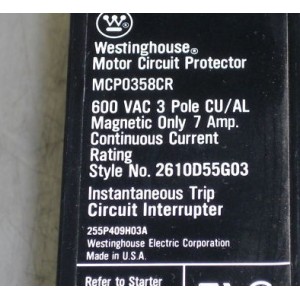 Westinghouse®
Motor Circuit Protector
MCP0358CR
600 VAC 3 Pole CU/AL
Magnetic Only 7 Amp.
Continuous Current
Rating
Style No. 2610D55G03
Instantaneous Trip
Circuit Interrupter
255P409H03A
Westinghouse Electric Corporation
Made in U.S.A.
Refer to Starter